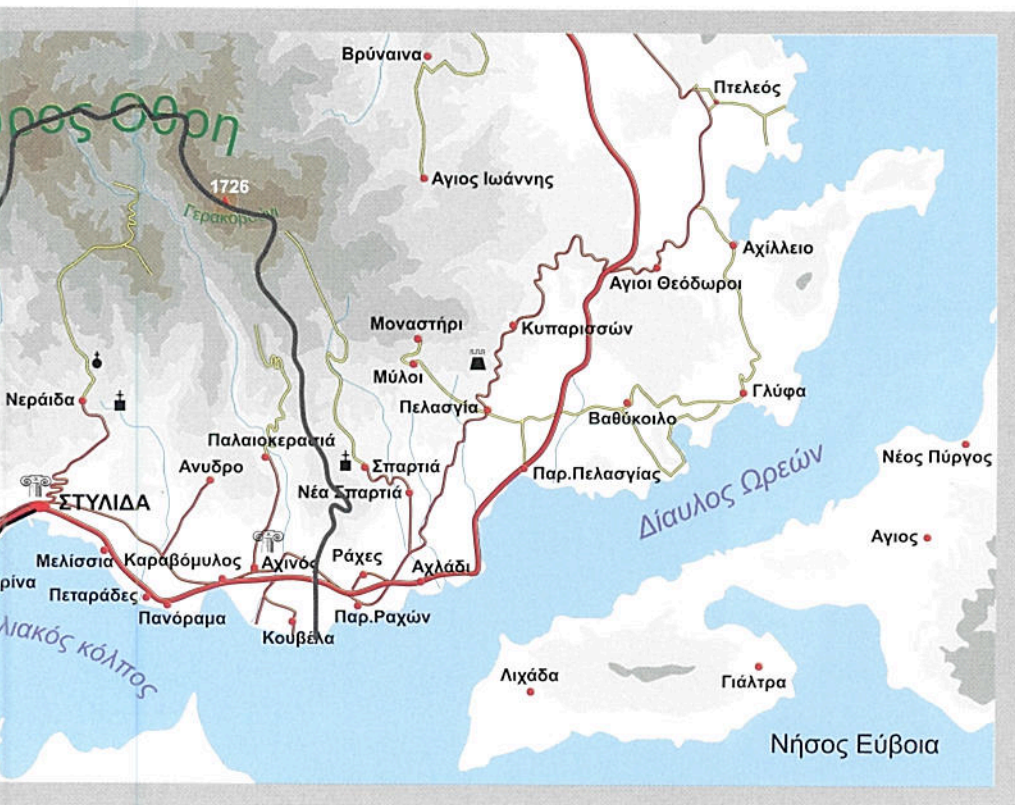 Βρύναινα
Πτελεός
Όθρη
Αγιος Ιωάννης
1726
Αχίλλειο
Αγιοι Θεόδωροι
Μοναστήρι
Κυπαρισσών
Μύλοι
Γλύφα
Νεράιδα
Πελασγία
Βαθύκοιλο
Παλαιοκερασιά
Νέος Πύργος
Ανυδρο
Σπαρτιά
Παρ.Πελασγίας
Νέα Σπαρτιά
Δίαυλος Ωρεών
ΣΤΥΛΙΔΑ
Αγιος
Μελίσσια
Καραβόμυλος
Αχινός
Ράχες
Αχλάδι
ρίνα
Πεταράδες
Πανόραμα
Παρ.Ραχών
Κουβέλα
λιακός κόλπος
Λιχάδα
Γιάλτρα
Νήσος Εύβοια